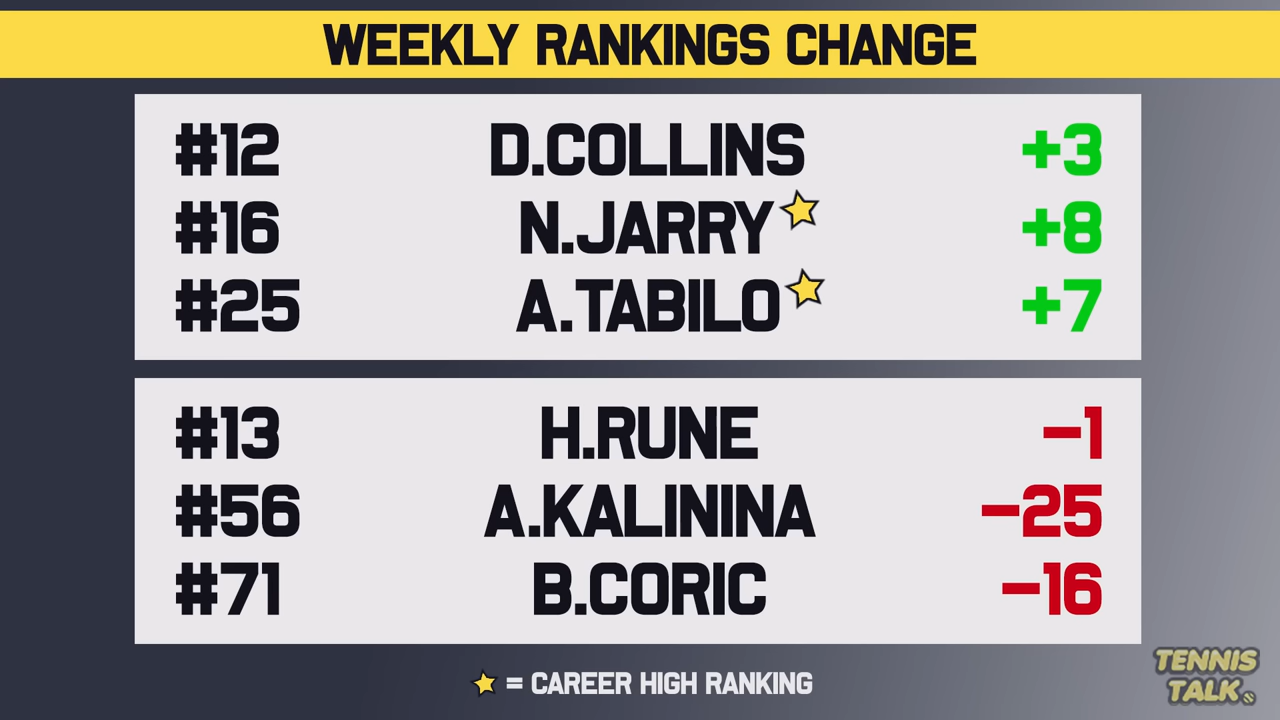 WEEKLY RANKINGS CHANGE
#12 D.COLLINS +3
#16 N.JARRY +8
#25 A.TABILO +7
#13 H.RUNE -1
#56 A.KALININA -25
#71 B.CORIC -16
= CAREER HIGH RANKING
TENNIS
TALK